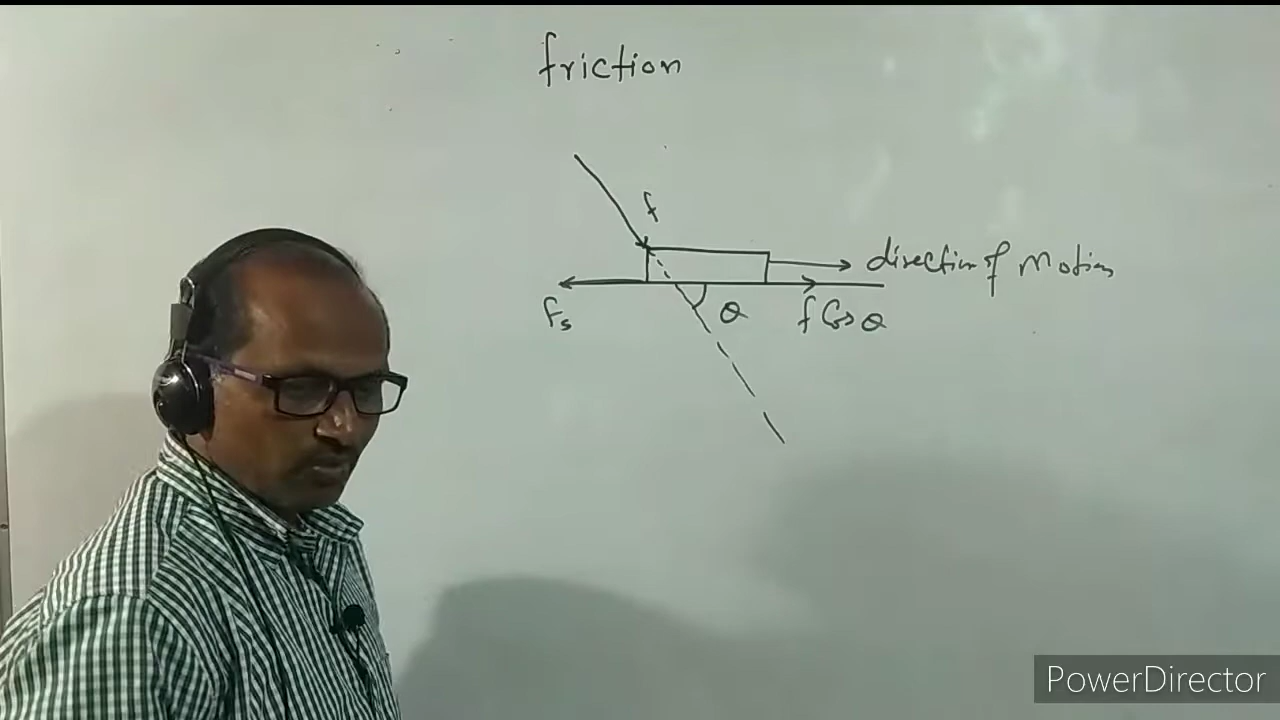 friction
f
direction of Motion
Fs
θ
f Cos θ
PowerDirector